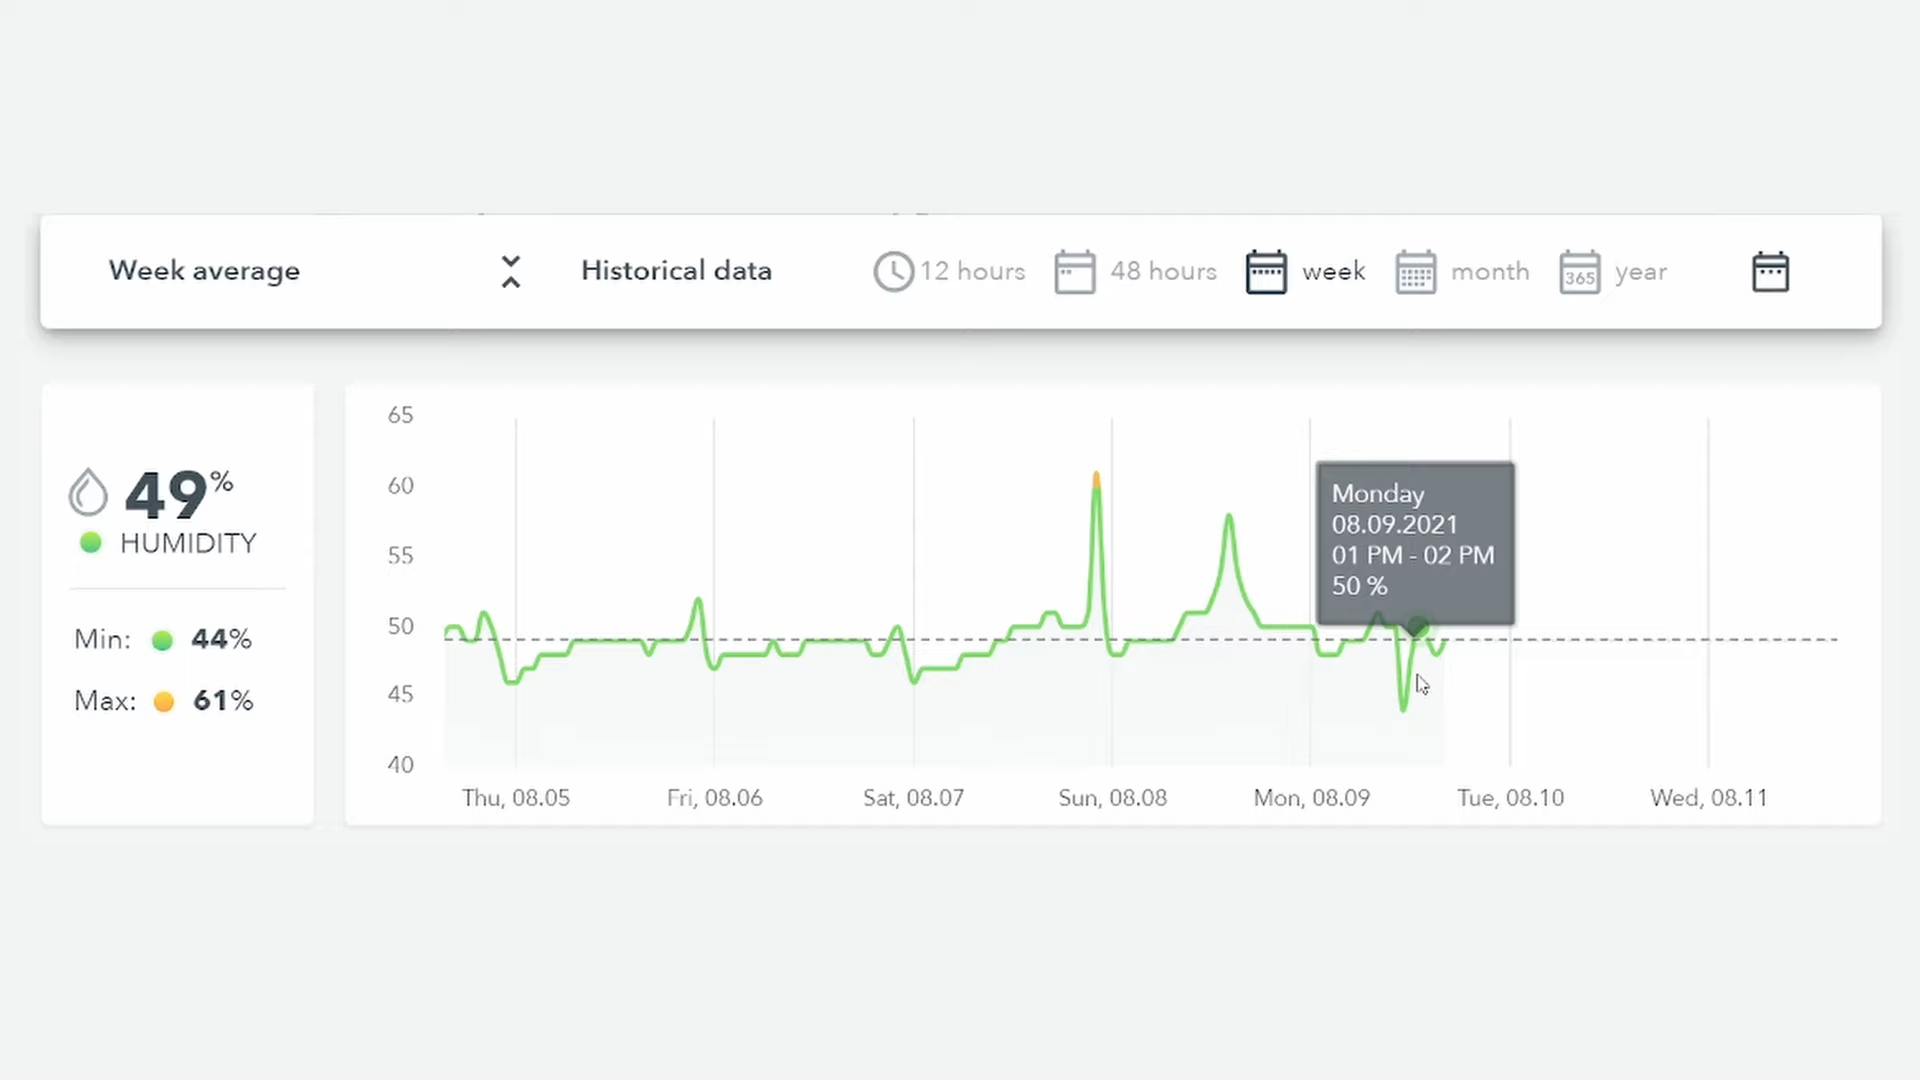 Week average
Historical data
12 hours
48 hours
week
month
365
year
49%
HUMIDITY
Min: 44%
Max: 61%
65
60
55
50
45
40
Monday
08.09.2021
01 PM - 02 PM
50 %
Thu, 08.05
Fri, 08.06
Sat, 08.07
Sun, 08.08
Mon, 08.09
Tue, 08.10
Wed, 08.11